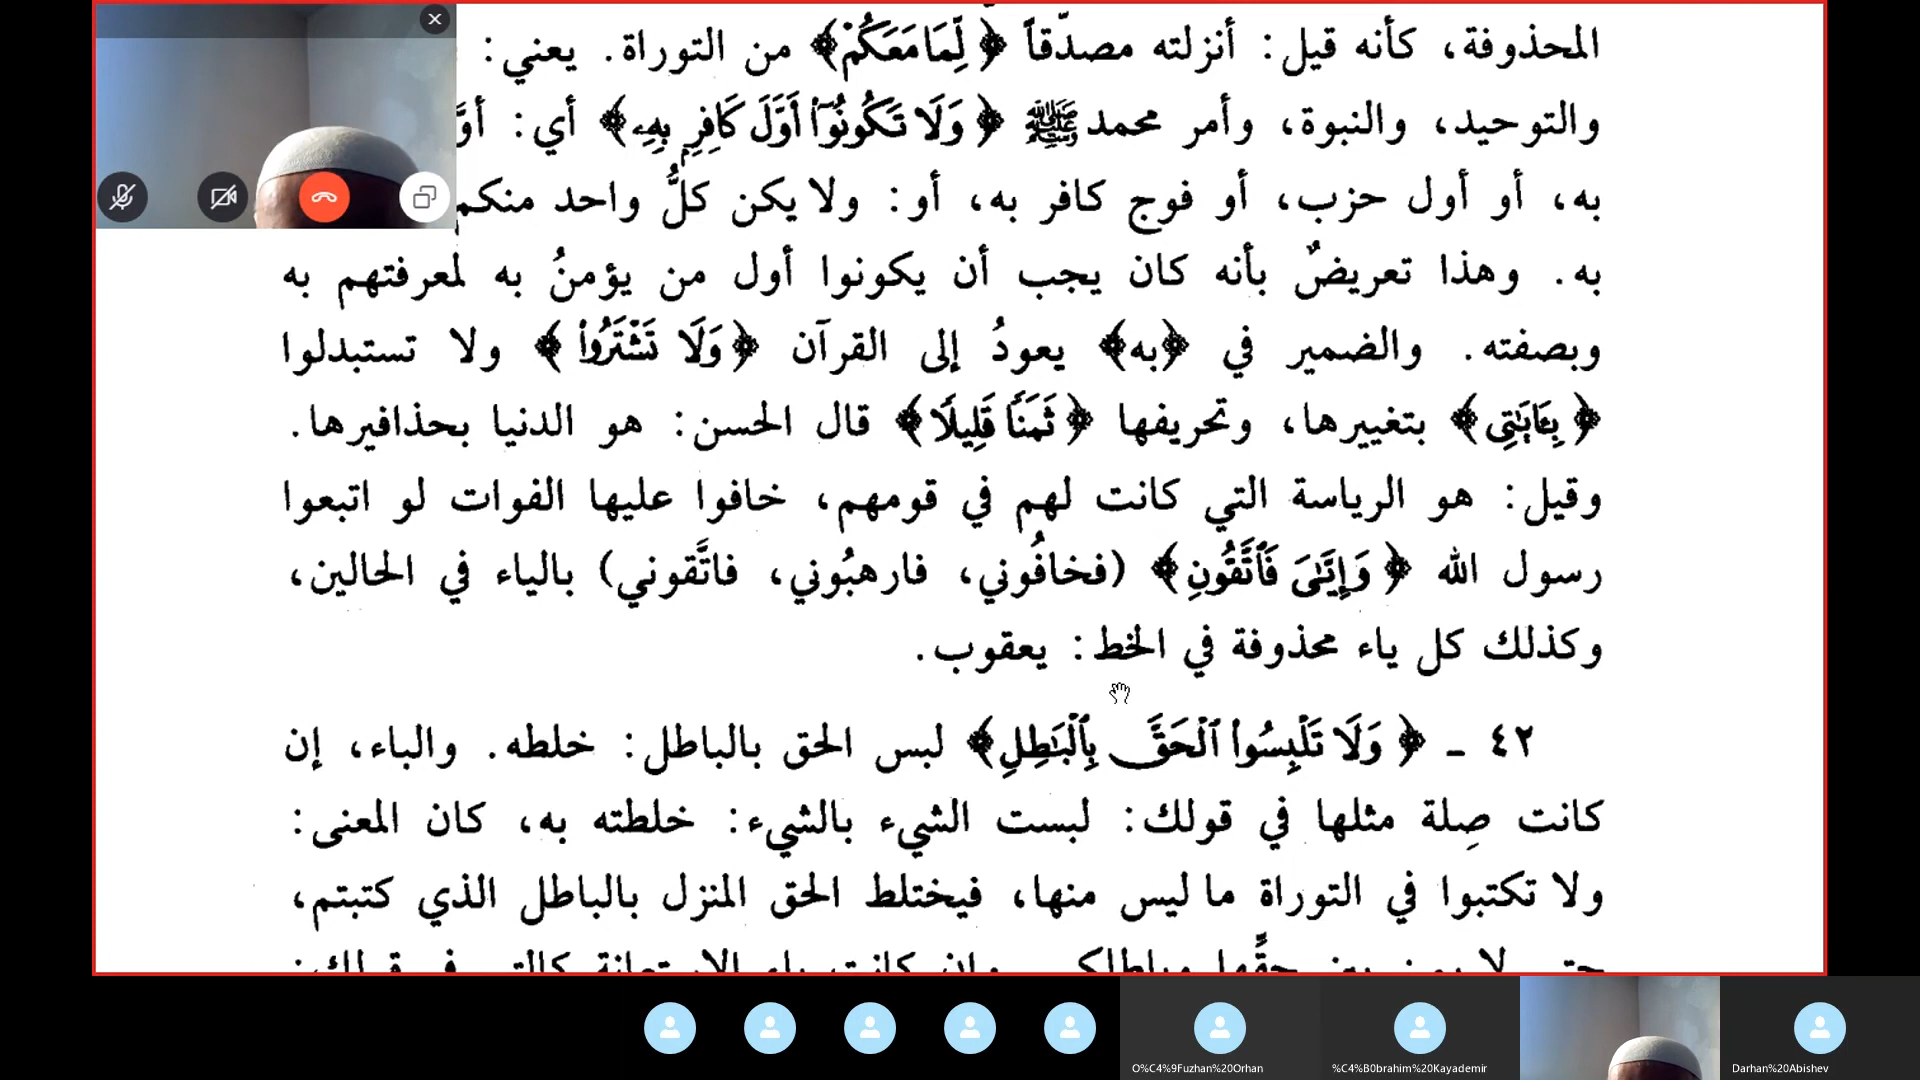 المحذوفة، كأنه قيل: أنزلته مصدّقاً ﴿لِّمَا مَعَكُمْ﴾ من التوراة. يعني:
والتوحيد، والنبوة، وأمر محمد ﷺ ﴿وَلَا تَكُونُوٓا۟ أَوَّلَ كَافِرٍۭ بِهِۦ﴾ أي:
به، أو أول حزب، أو فوج كافر به، أو: ولا يكن كلُّ واحد منكم
به. وهذا تعريضٌ بأنه كان يجب أن يكونوا أول من يؤمنُ به لمعرفتهم به
وبصفته. والضمير في ﴿به﴾ يعودُ إلى القرآن ﴿وَلَا تَشْتَرُوا۟﴾ ولا تستبدلوا
﴿بِـَٔايَـٰتِى﴾ بتغييرها، وتحريفها ﴿ثَمَنًا قَلِيلًا﴾ قال الحسن: هو الدنيا بحذافيرها.
وقيل: هو الرياسة التي كانت لهم في قومهم، خافوا عليها الفوات لو اتبعوا
رسول الله ﴿وَإِيَّـٰىَ فَٱتَّقُونِ﴾ (فخافُوني، فارهبُوني، فاتَّقوني) بالياء في الحالين،
وكذلك كل ياء محذوفة في الخط: يعقوب.
٤٢ ـ ﴿وَلَا تَلْبِسُوا۟ ٱلْحَقَّ بِٱلْبَـٰطِلِ﴾ لبس الحق بالباطل: خلطه. والباء، إن
كانت صِلة مثلها في قولك: لبست الشيء بالشيء: خلطته به، كان المعنى:
ولا تكتبوا في التوراة ما ليس منها، فيختلط الحق المنزل بالباطل الذي كتبتم،
O%C4%9Fuzhan%20Orhan
%C4%B0brahim%20Kayademir
Darhan%20Abishev